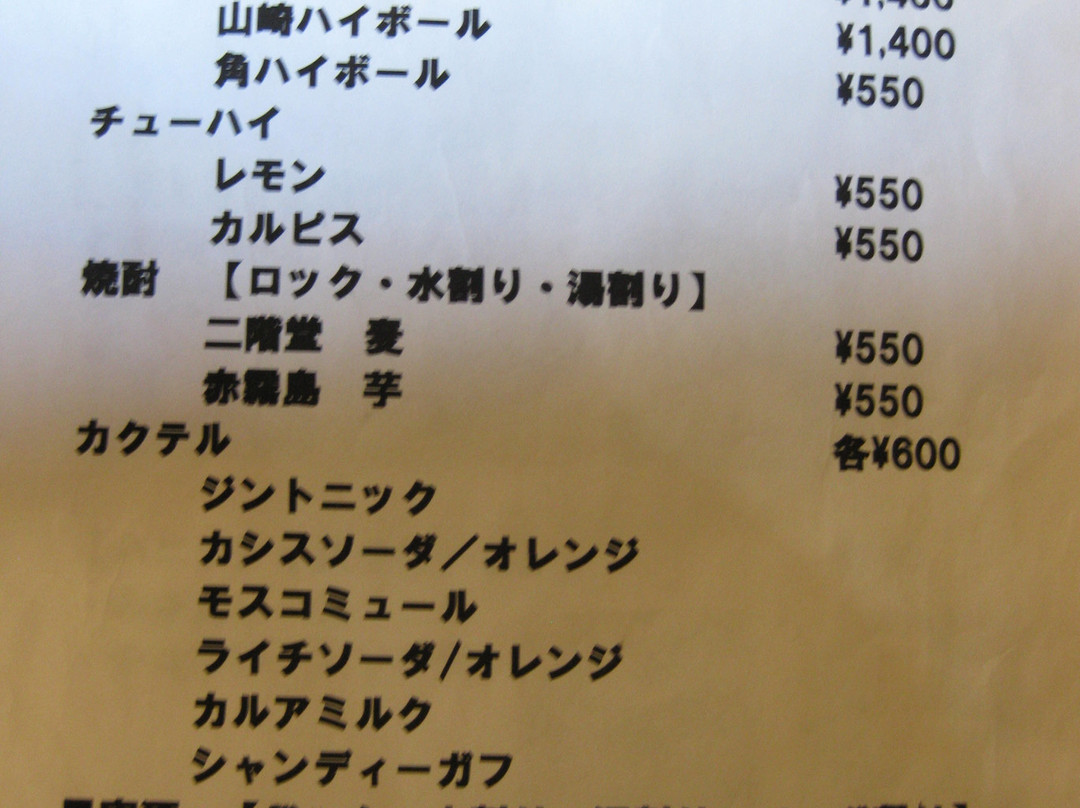 山崎ハイボール ¥1,400
角ハイボール ¥550
チューハイ
レモン ¥550
カルピス ¥550
焼酎 【ロック・水割り・湯割り】
二階堂 麦 ¥550
赤霧島 芋 ¥550
カクテル 各¥600
ジントニック
カシスソーダ／オレンジ
モスコミュール
ライチソーダ/オレンジ
カルアミルク
シャンディーガフ